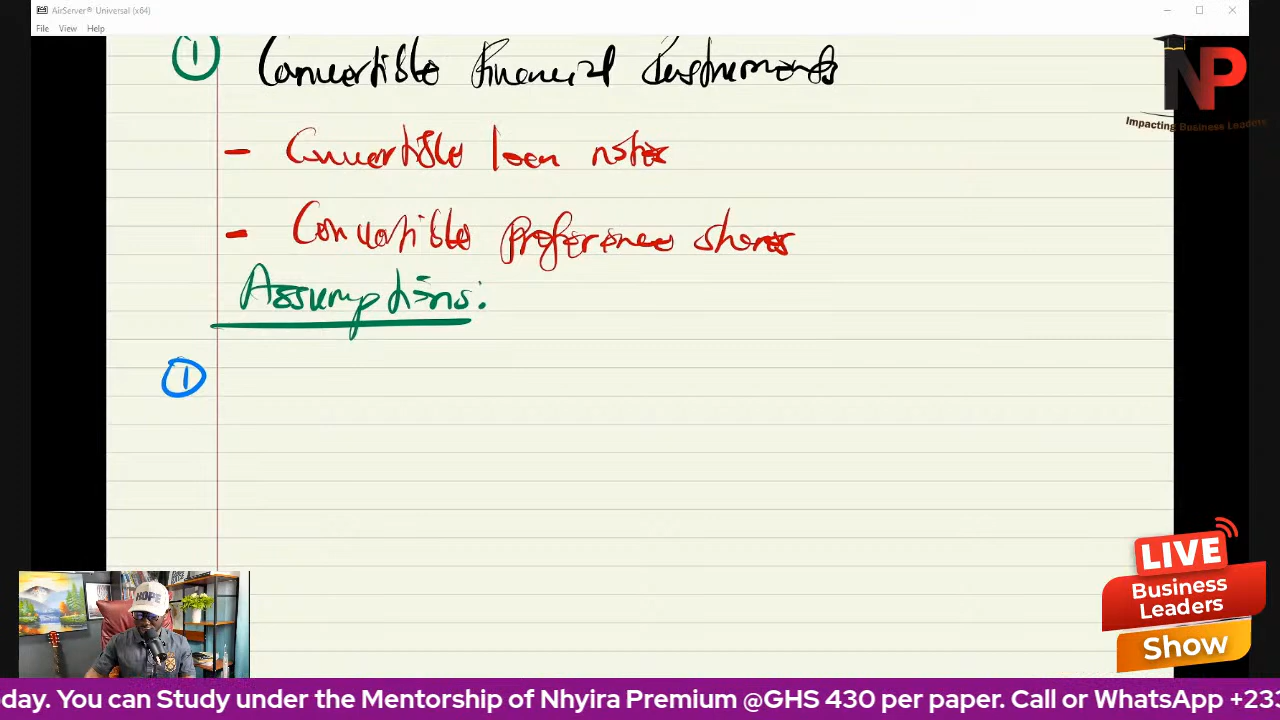 AirServer® Universal (x64)
File View Help
① Convertible Financial Instruments
- Convertible loan notes
- Convertible preference shares
Assumptions:
①
NP
Impacting Business Leaders
HOPE
LIVE
Business
Leaders
Show
oday. You can Study under the Mentorship of Nhyira Premium @GHS 430 per paper. Call or WhatsApp +233